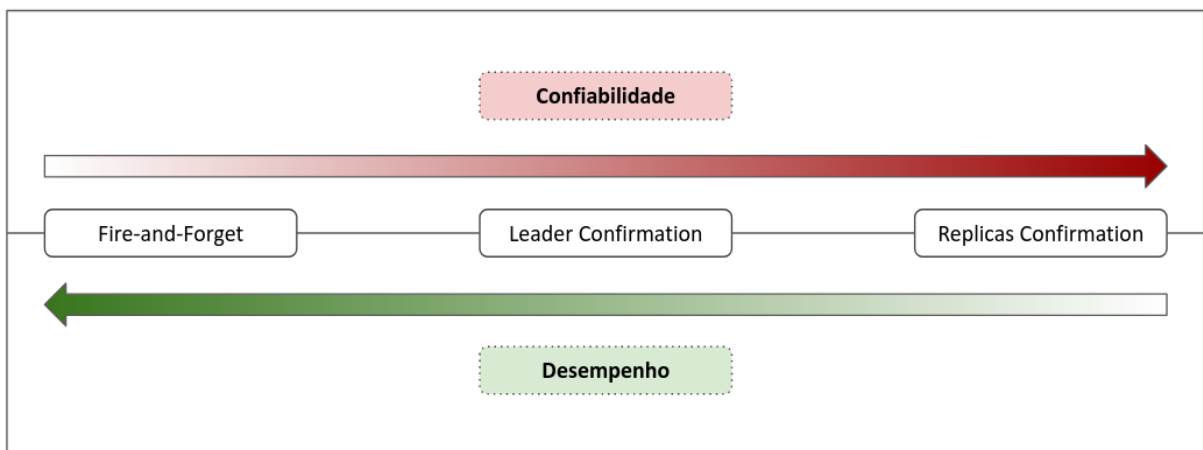 Confiabilidade
Fire-and-Forget
Leader Confirmation
Replicas Confirmation
Desempenho